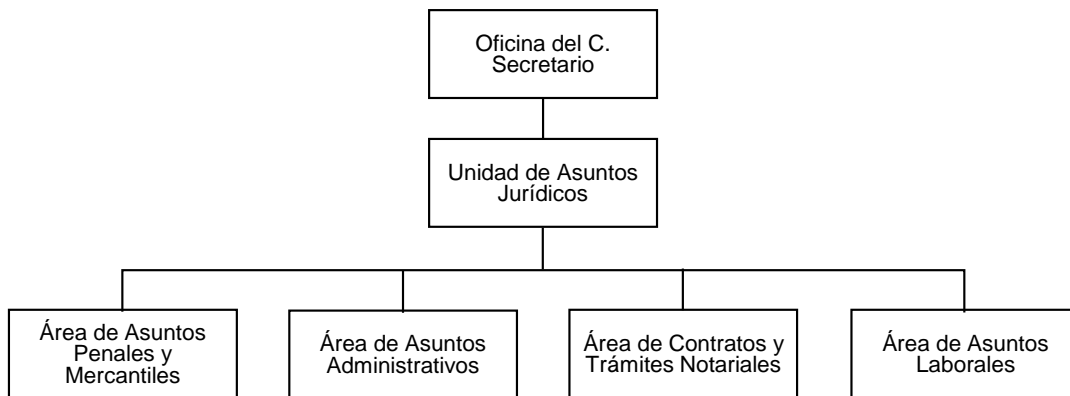 Oficina del C.
Secretario
Unidad de Asuntos
Jurídicos
Área de Asuntos
Penales y
Mercantiles
Área de Asuntos
Administrativos
Área de Contratos y
Trámites Notariales
Área de Asuntos
Laborales